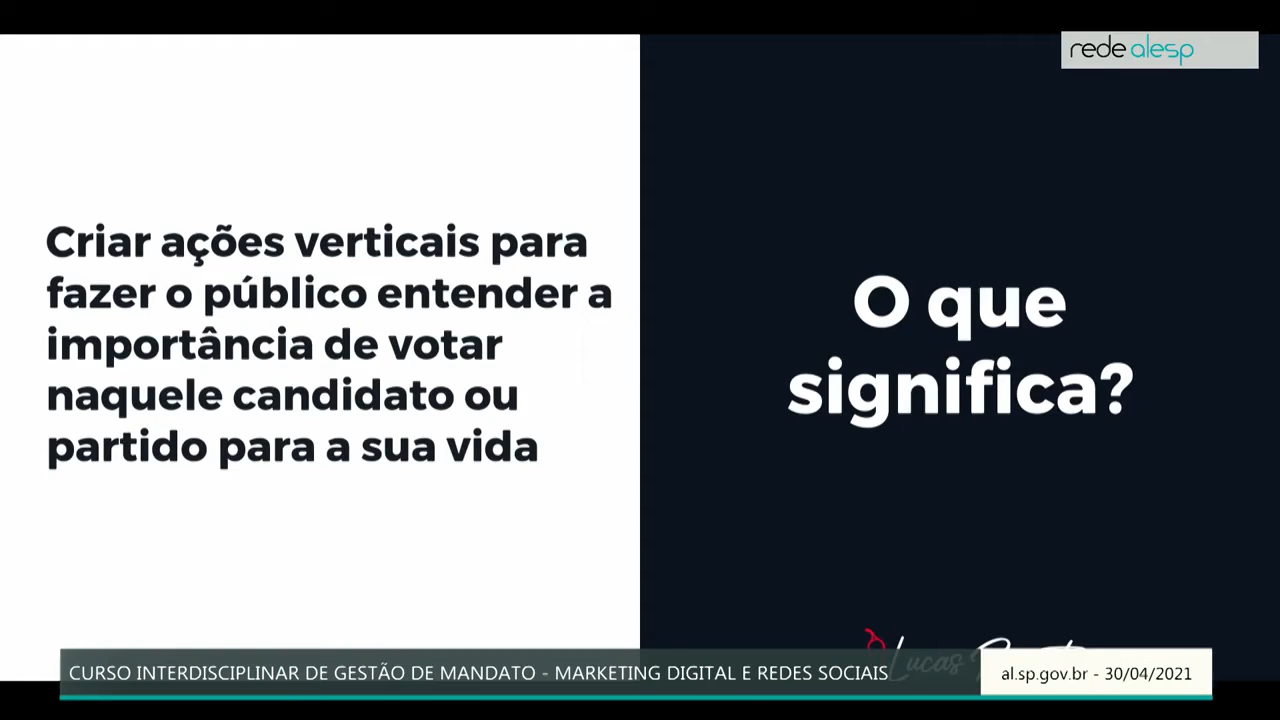 rede alesp
Criar ações verticais para
fazer o público entender a
importância de votar
naquele candidato ou
partido para a sua vida
O que
significa?
Lucas
CURSO INTERDISCIPLINAR DE GESTÃO DE MANDATO - MARKETING DIGITAL E REDES SOCIAIS
al.sp.gov.br - 30/04/2021